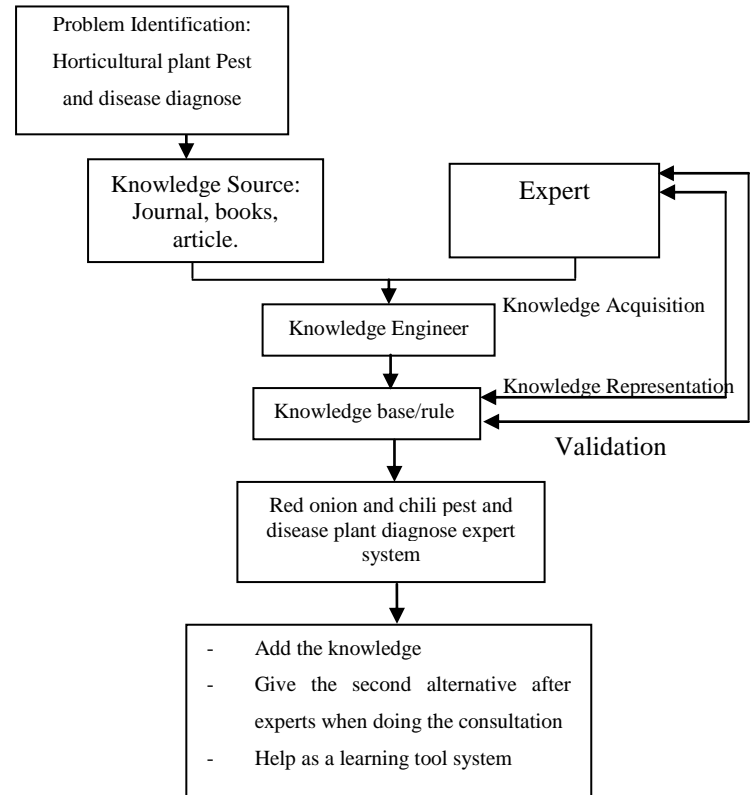 Problem Identification:
Horticultural plant Pest
and disease diagnose
Knowledge Source:
Journal, books,
article.
Expert
Knowledge Acquisition
Knowledge Engineer
Knowledge Representation
Knowledge base/rule
Validation
Red onion and chili pest and
disease plant diagnose expert
system
- Add the knowledge
- Give the second alternative after
experts when doing the consultation
- Help as a learning tool system